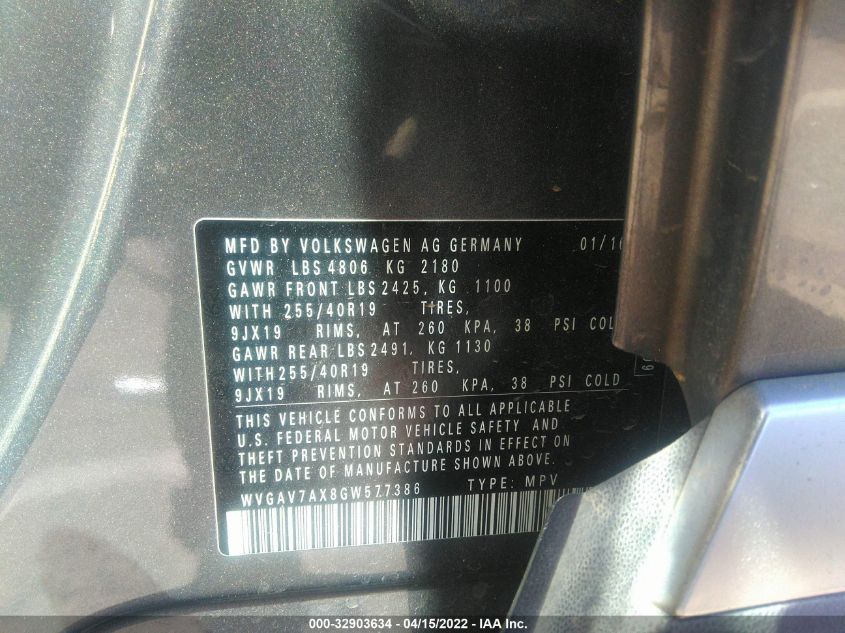 MFD BY VOLKSWAGEN AG GERMANY 01/16
GVWR LBS 4806 KG 2180
GAWR FRONT LBS 2425, KG 1100
WITH 255/40R19 TIRES,
9JX19 RIMS, AT 260 KPA, 38 PSI COL
GAWR REAR LBS 2491, KG 1130
WITH 255/40R19 TIRES,
9JX19 RIMS, AT 260 KPA, 38 PSI COLD
THIS VEHICLE CONFORMS TO ALL APPLICABLE
U.S. FEDERAL MOTOR VEHICLE SAFETY AND
THEFT PREVENTION STANDARDS IN EFFECT ON
THE DATE OF MANUFACTURE SHOWN ABOVE.
WVGAV7AX8GW577386 TYPE: MPV
000-32903634 - 04/15/2022 - IAA Inc.